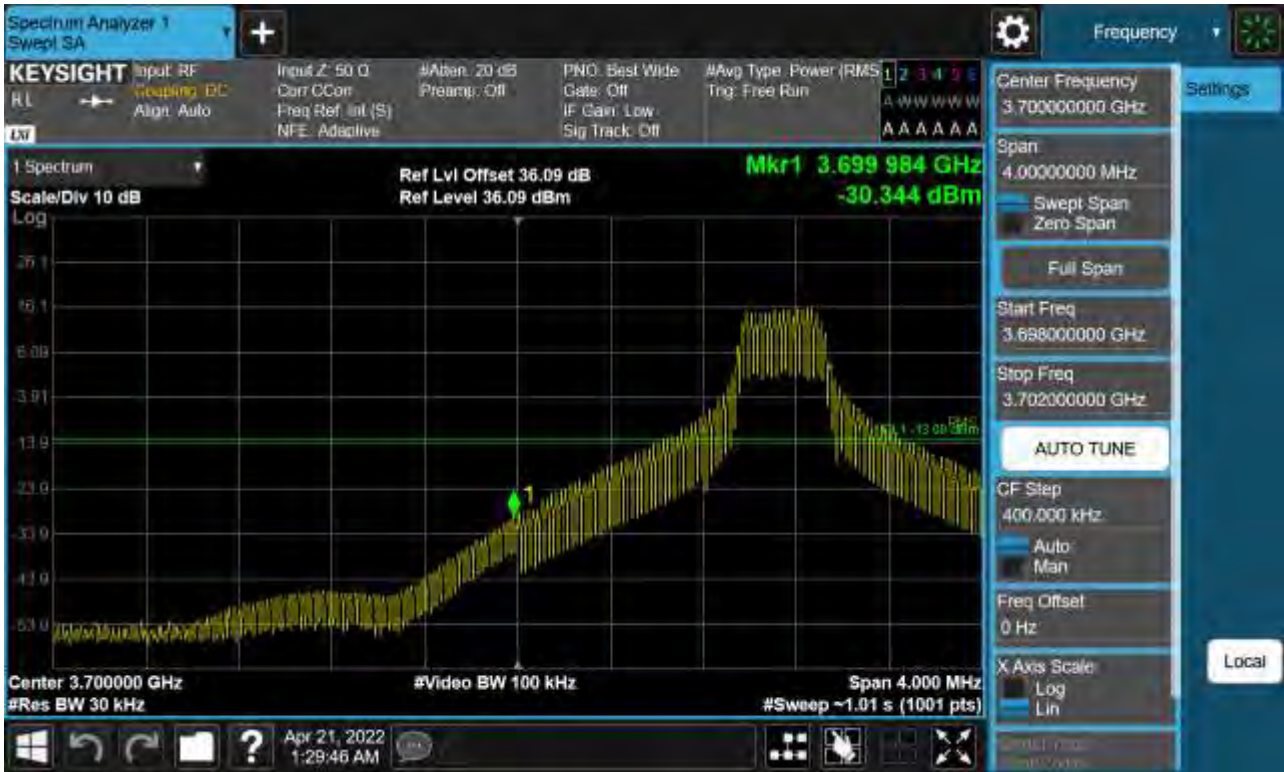 Spectrum Analyzer 1
Swept SA
Frequency
KEYSIGHT
RL
LXI
Input: RF
Coupling: DC
Align: Auto
Input Z: 50 Ω
Corr CCorr
Freq Ref: Int (S)
NFE: Adaptive
#Atten: 20 dB
Preamp: Off
PNO: Best Wide
Gate: Off
IF Gain: Low
Sig Track: Off
#Avg Type: Power (RMS
Trig: Free Run
1 2 3 4 5 6
A W W W W W
A A A A A A
1 Spectrum
Scale/Div 10 dB
Log
Ref Lvl Offset 36.09 dB
Ref Level 36.09 dBm
Mkr1 3.699 984 GHz
-30.344 dBm
26.1
16.1
6.09
-3.91
-13.9
-23.9
-33.9
-43.9
-53.9
1
DL1 -13.00 dBm
Center 3.700000 GHz
#Res BW 30 kHz
#Video BW 100 kHz
Span 4.000 MHz
#Sweep ~1.01 s (1001 pts)
Center Frequency
3.700000000 GHz
Settings
Span
4.00000000 MHz
Swept Span
Zero Span
Full Span
Start Freq
3.698000000 GHz
Stop Freq
3.702000000 GHz
AUTO TUNE
CF Step
400.000 kHz
Auto
Man
Freq Offset
0 Hz
X Axis Scale
Log
Lin
Local
?
Apr 21, 2022
1:29:46 AM